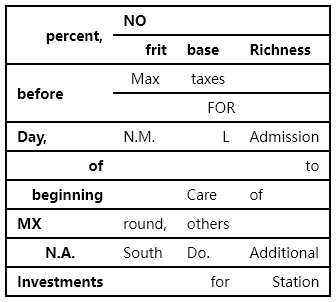 NO
percent,
frit base Richness
Max taxes
before
FOR
Day, N.M. L Admission
of to
beginning Care of
MX round, others
N.A. South Do. Additional
Investments for Station